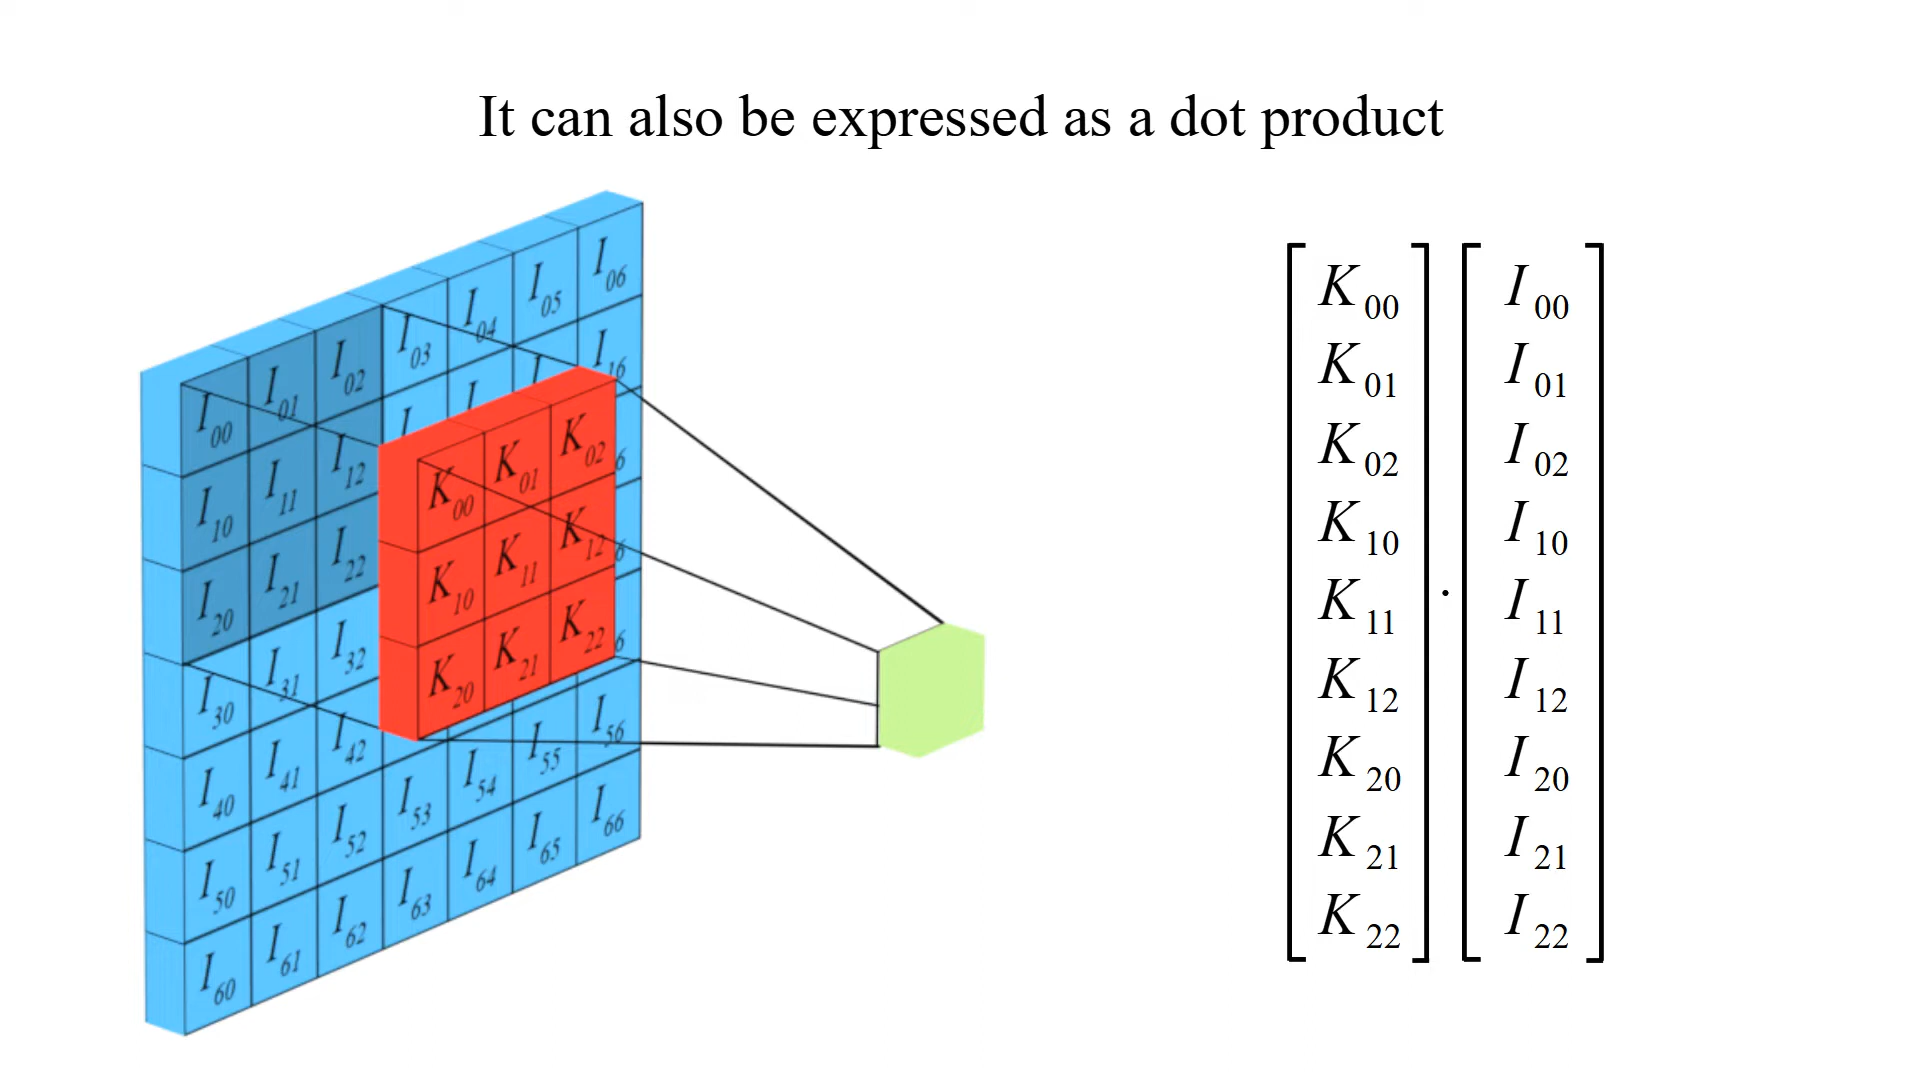 It can also be expressed as a dot product
I00 I01 I02 I03 I04 I05 I06
I10 I11 I12 I16
I20 I21 I22
I30 I31 I32
I40 I41 I42
I50 I51 I52 I53 I54 I55 I56
I60 I61 I62 I63 I64 I65 I66
K00 K01 K02
K10 K11 K12
K20 K21 K22
K00 I00
K01 I01
K02 I02
K10 I10
K11 · I11
K12 I12
K20 I20
K21 I21
K22 I22